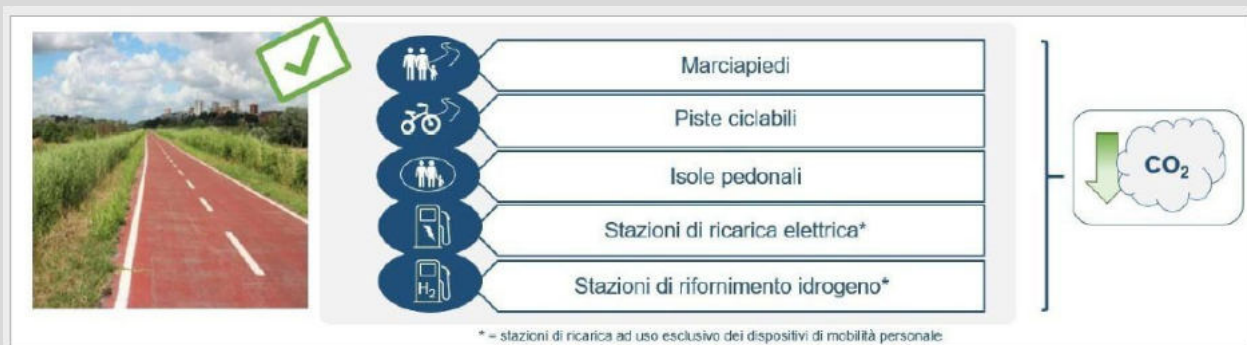 Marciapiedi
Piste ciclabili
Isole pedonali
Stazioni di ricarica elettrica*
H₂
Stazioni di rifornimento idrogeno*
CO₂
* = stazioni di ricarica ad uso esclusivo dei dispositivi di mobilità personale